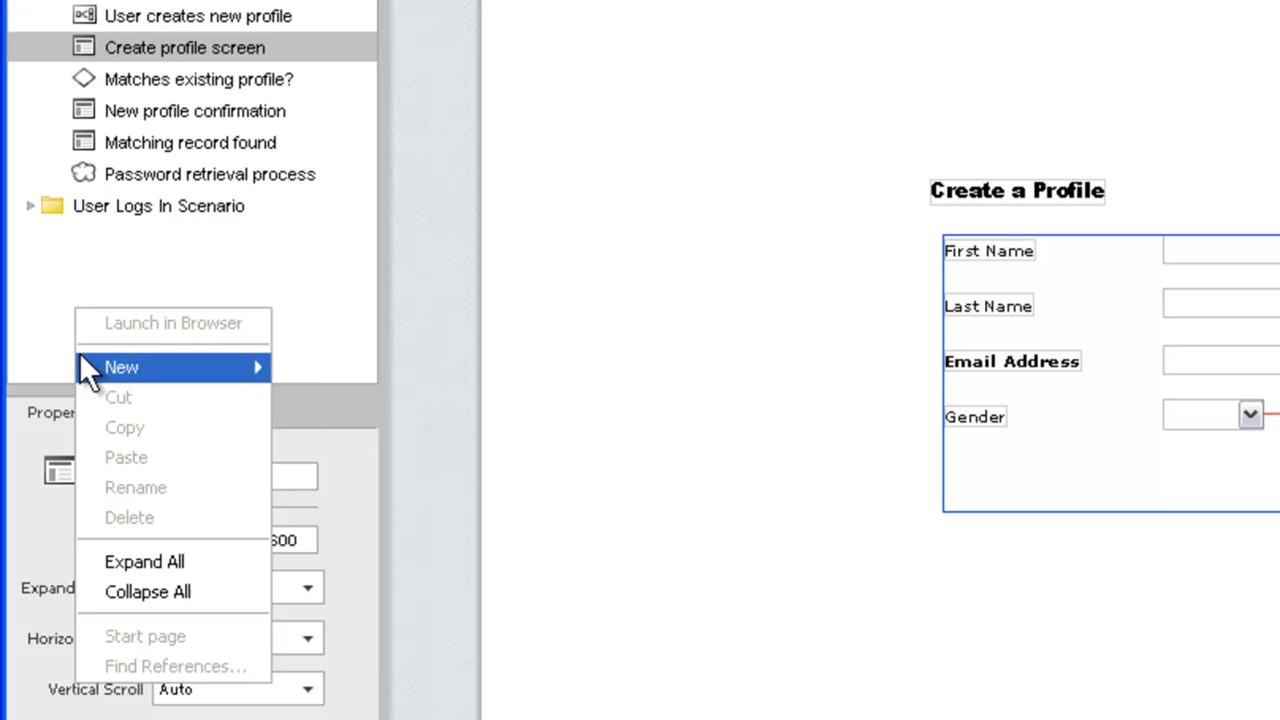 User creates new profile
Create profile screen
Matches existing profile?
New profile confirmation
Matching record found
Password retrieval process
User Logs In Scenario
Launch in Browser
New
Cut
Copy
Paste
Rename
Delete
Expand All
Collapse All
Start page
Find References...
Proper
600
Expand
Horizo
Vertical Scroll
Auto
Create a Profile
First Name
Last Name
Email Address
Gender